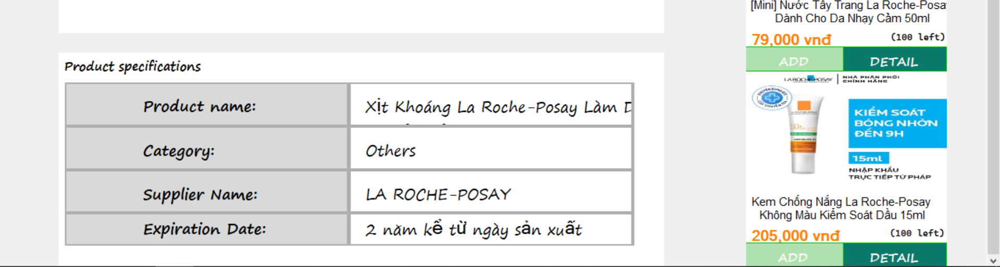 Product specifications
Product name:
Xịt Khoáng La Roche-Posay Làm
Category:
Others
Supplier Name:
LA ROCHE-POSAY
Expiration Date:
2 năm kể từ ngày sản xuất
[Mini] Nước Tẩy Trang La Roche-Posay
Dành Cho Da Nhạy Cảm 50ml
79,000 vnđ
(100 left)
ADD
DETAIL
LA ROCHE-POSAY
NHÀ PHÂN PHỐI
CHÍNH HÃNG
KIỂM SOÁT
BÓNG NHỜN
ĐẾN 9H
50+
15ml
NHẬP KHẨU
TRỰC TIẾP TỪ PHÁP
Kem Chống Nắng La Roche-Posay
Không Màu Kiểm Soát Dầu 15ml
205,000 vnđ
(100 left)
ADD
DETAIL